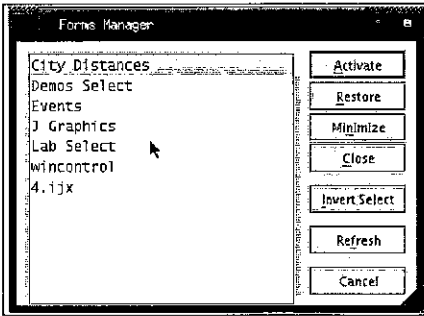 Forms Manager
City Distances
Demos Select
Events
J Graphics
Lab Select
wincontrol
4.ijx
Activate
Restore
Minimize
Close
Invert Select
Refresh
Cancel